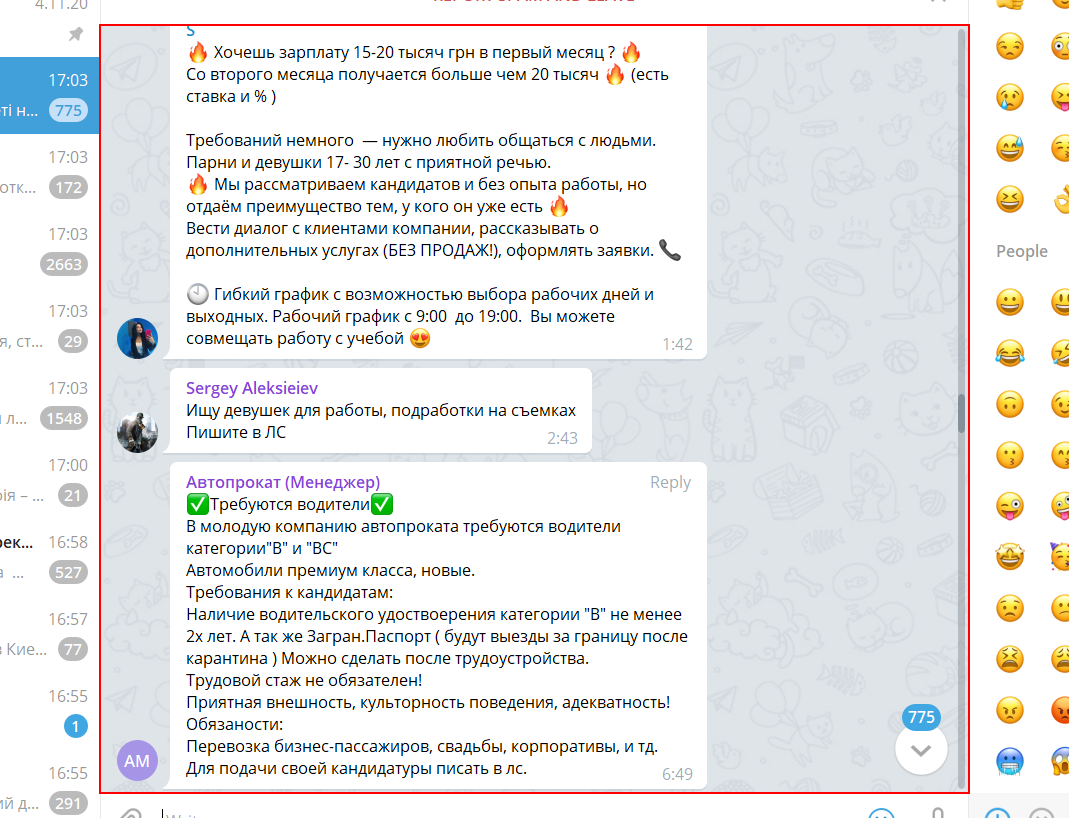 4.11.20
S
17:03
🔥 Хочешь зарплату 15-20 тысяч грн в первый месяц ? 🔥
Со второго месяца получается больше чем 20 тысяч 🔥 (есть
ставка и % )
ті н... 775
Требований немного — нужно любить общаться с людьми.
Парни и девушки 17- 30 лет с приятной речью.
🔥 Мы рассматриваем кандидатов и без опыта работы, но
отдаём преимущество тем, у кого он уже есть 🔥
Вести диалог с клиентами компании, рассказывать о
дополнительных услугах (БЕЗ ПРОДАЖ!), оформлять заявки. 📞
17:03
отк... 172
17:03
2663
🕙 Гибкий график с возможностью выбора рабочих дней и
выходных. Рабочий график с 9:00 до 19:00. Вы можете
совмещать работу с учебой 😍
1:42
17:03
я, ст... 29
Sergey Aleksieiev
Ищу девушек для работы, подработки на съемках
Пишите в ЛС
2:43
17:03
л... 1548
17:00
ія – ... 21
Автопрокат (Менеджер)
Reply
✅Требуются водители✅
В молодую компанию автопроката требуются водители
категории"В" и "ВС"
Автомобили премиум класса, новые.
Требования к кандидатам:
Наличие водительского удоствоерения категории "В" не менее
2х лет. А так же Загран.Паспорт ( будут выезды за границу после
карантина ) Можно сделать после трудоустройства.
Трудовой стаж не обязателен!
Приятная внешность, культорность поведения, адекватность!
Обязаности:
Перевозка бизнес-пассажиров, свадьбы, корпоративы, и тд.
Для подачи своей кандидатуры писать в лс.
6:49
AM
рек... 16:58
а ... 527
16:57
в Кие... 77
16:55
1
16:55
ий д... 291
775
People